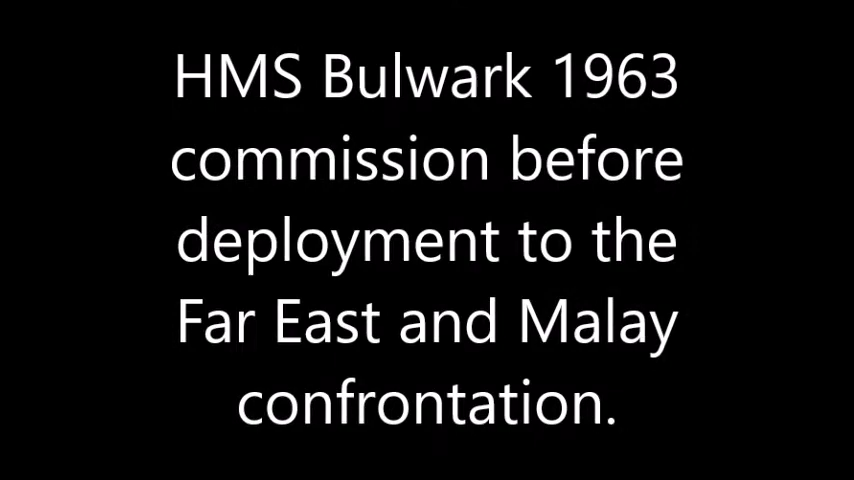 HMS Bulwark 1963
commission before
deployment to the
Far East and Malay
confrontation.